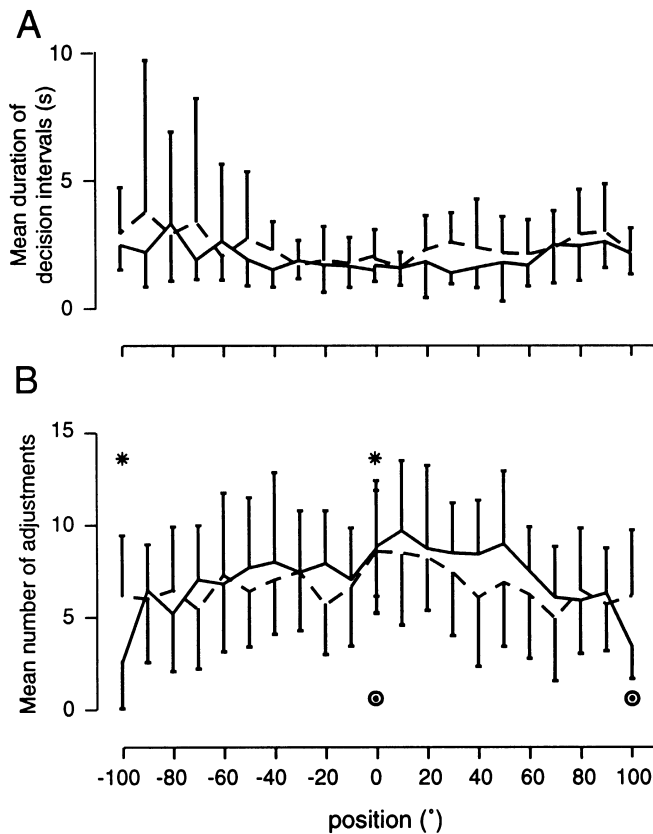 A
Mean duration of
decision intervals (s)
10
5
0
B
Mean number of adjustments
15
10
5
0
-100 -80 -60 -40 -20 0 20 40 60 80 100
position (°)